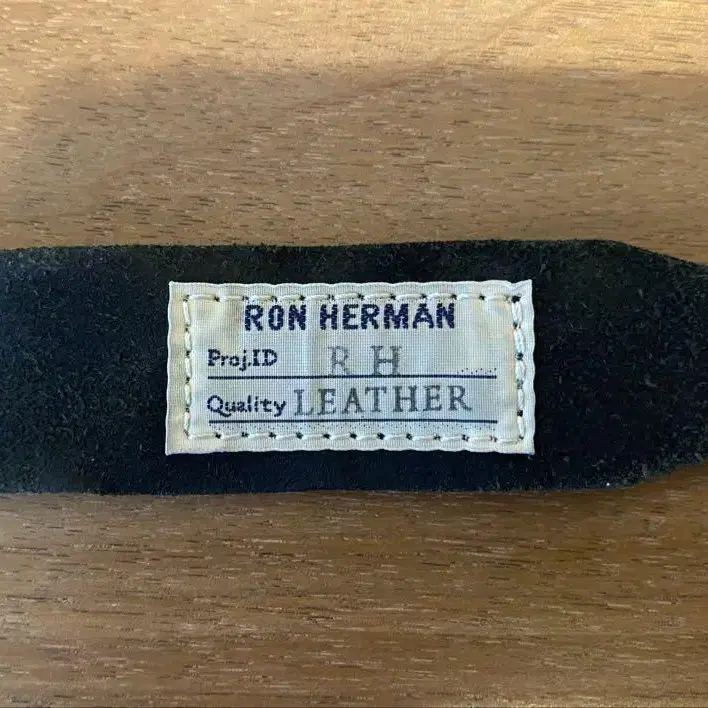 RON HERMAN
Proj.ID R H
Quality LEATHER